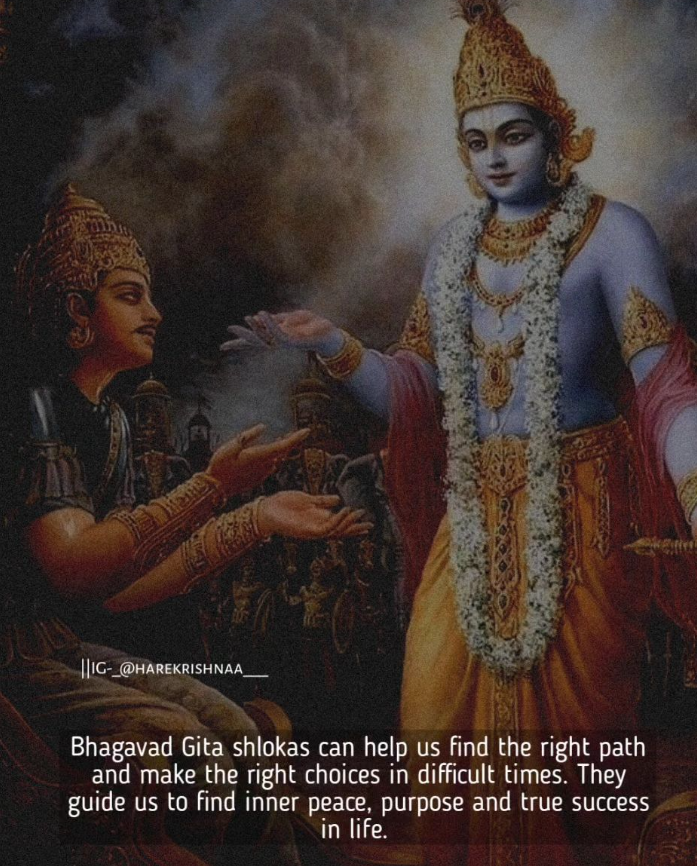 ||IG-_@HAREKRISHNAA___
Bhagavad Gita shlokas can help us find the right path
and make the right choices in difficult times. They
guide us to find inner peace, purpose and true success
in life.